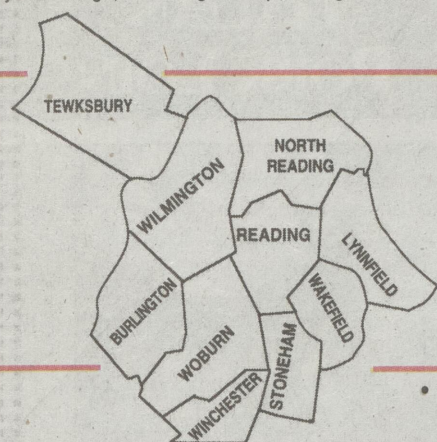 TEWKSBURY
WILMINGTON
NORTH
READING
READING
LYNNFIELD
BURLINGTON
WAKEFIELD
WOBURN
STONEHAM
WINCHESTER